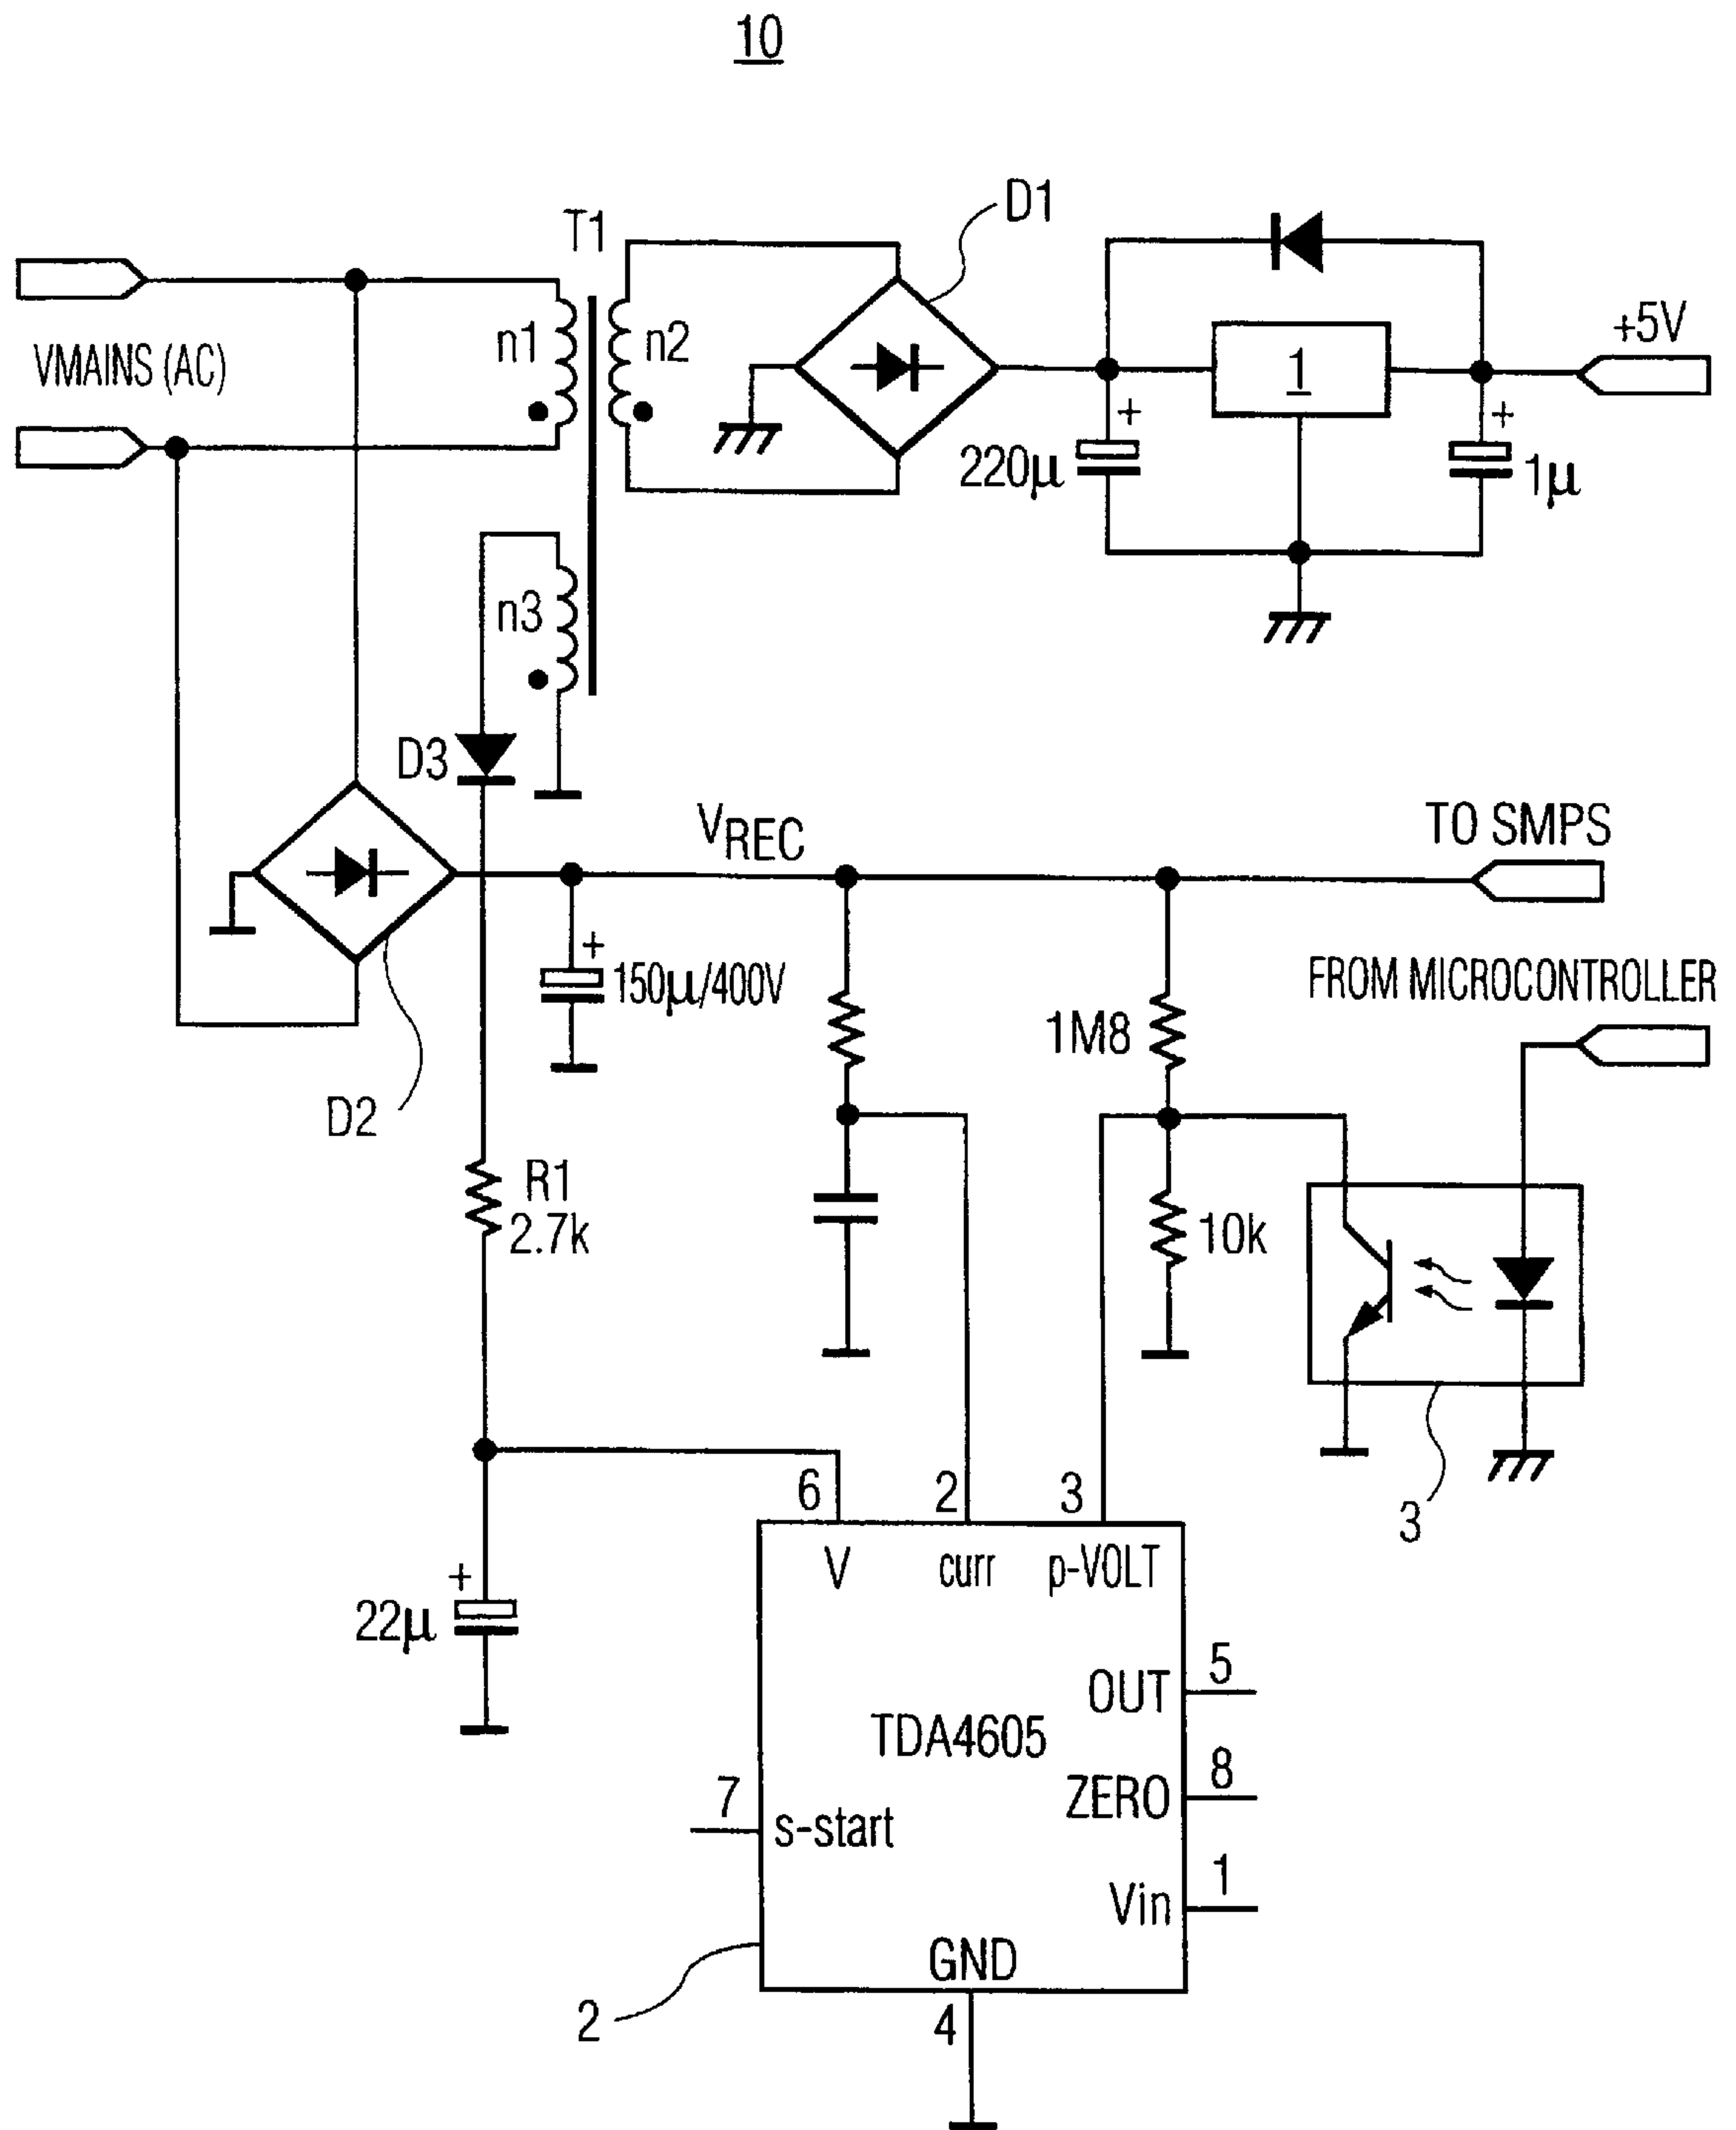 10
D1
T1
+5V
VMAINS (AC)
n1
n2
1
+
+
220µ
1µ
n3
D3
VREC
TO SMPS
+
150µ/400V
FROM MICROCONTROLLER
1M8
D2
R1
2.7k
10k
6
2
3
3
V
curr
p-VOLT
+
22µ
5
OUT
TDA4605
8
ZERO
7
s-start
1
Vin
GND
2
4